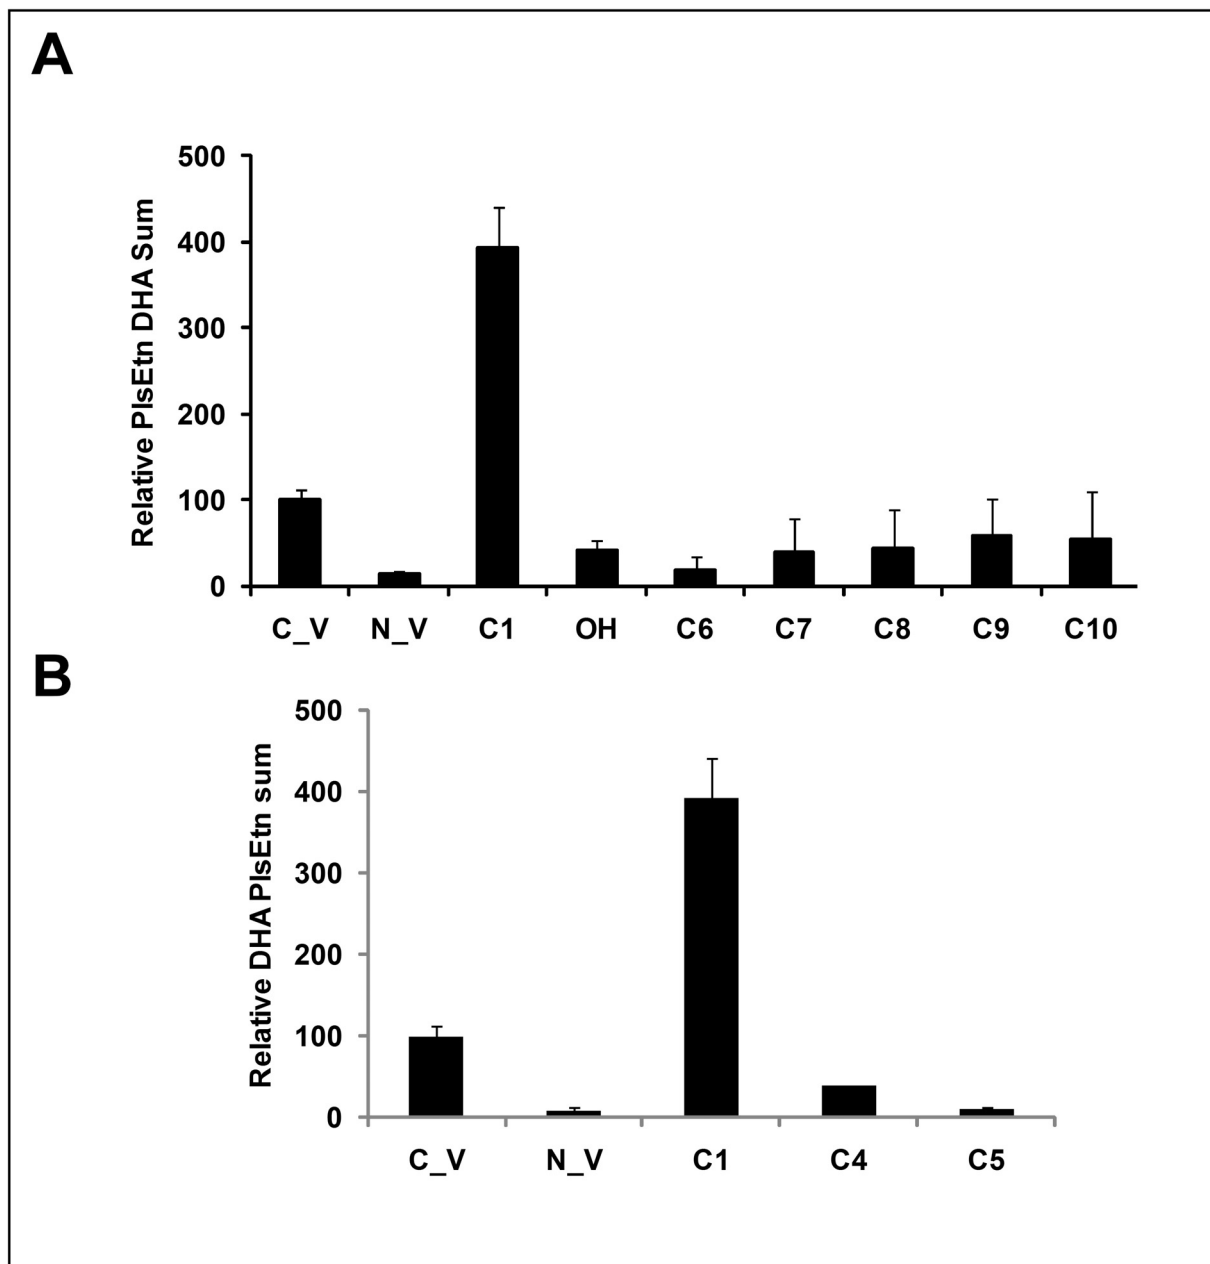 A
Relative PlsEtn DHA Sum
500
400
300
200
100
0
C_V N_V C1 OH C6 C7 C8 C9 C10
B
Relative DHA PlsEtn sum
500
400
300
200
100
0
C_V N_V C1 C4 C5